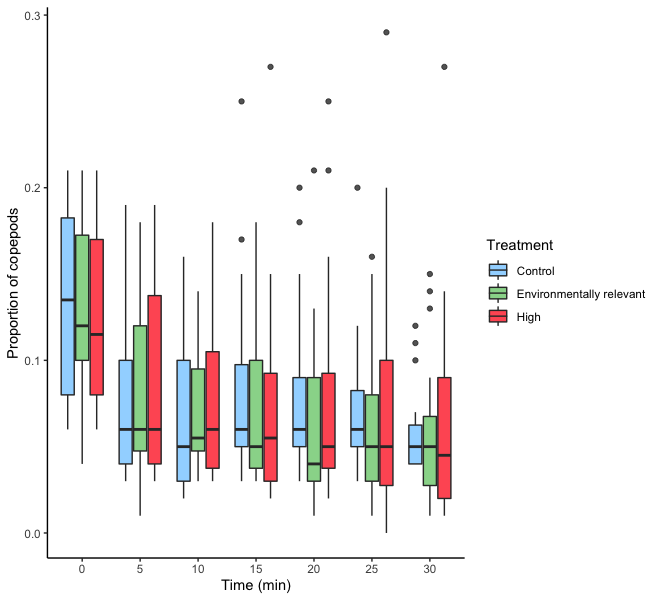 0.3
0.2
0.1
0.0
Proportion of copepods
0 5 10 15 20 25 30
Time (min)
Treatment
Control
Environmentally relevant
High